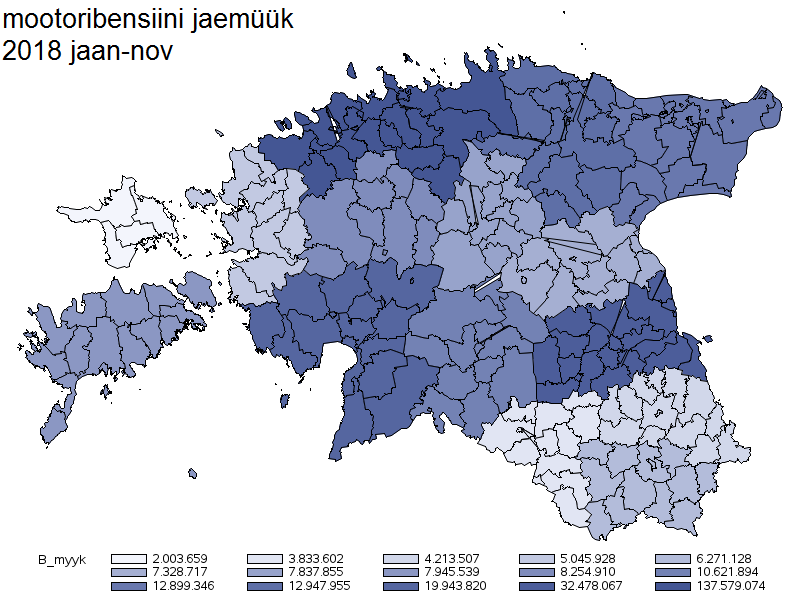 mootoribensiini jaemüük
2018 jaan-nov
B_myyk 2.003.659 3.833.602 4.213.507 5.045.928 6.271.128
7.328.717 7.837.855 7.945.539 8.254.910 10.621.894
12.899.346 12.947.955 19.943.820 32.478.067 137.579.074